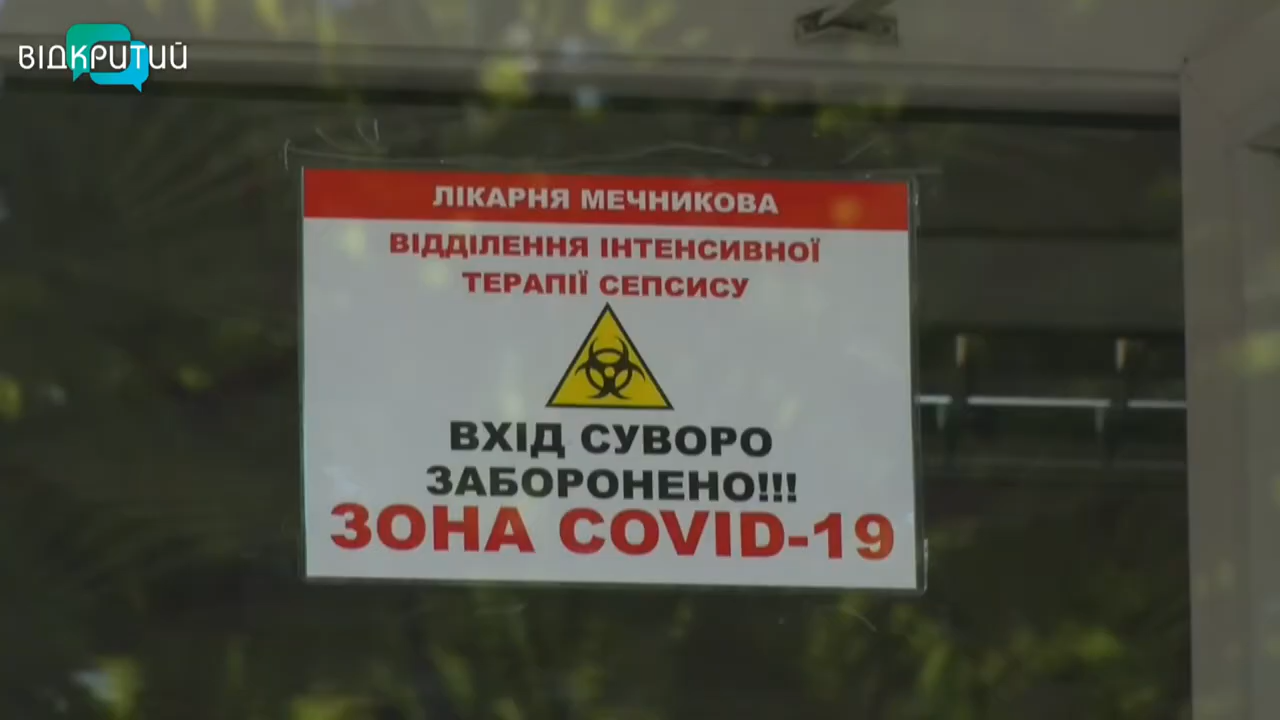 ВІДКРИТИЙ
ЛІКАРНЯ МЕЧНИКОВА
ВІДДІЛЕННЯ ІНТЕНСИВНОЇ
ТЕРАПІЇ СЕПСИСУ
ВХІД СУВОРО
ЗАБОРОНЕНО!!!
ЗОНА COVID-19